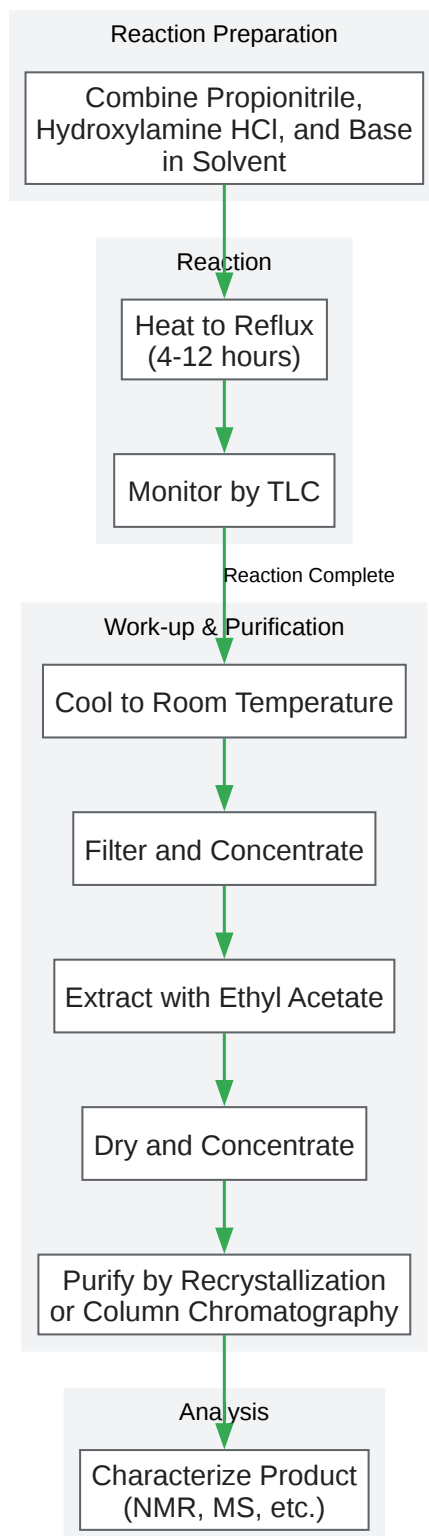 Reaction Preparation
Combine Propionitrile,
Hydroxylamine HCl, and Base
in Solvent
Reaction
Heat to Reflux
(4-12 hours)
Monitor by TLC
Reaction Complete
Work-up & Purification
Cool to Room Temperature
Filter and Concentrate
Extract with Ethyl Acetate
Dry and Concentrate
Purify by Recrystallization
or Column Chromatography
Analysis
Characterize Product
(NMR, MS, etc.)